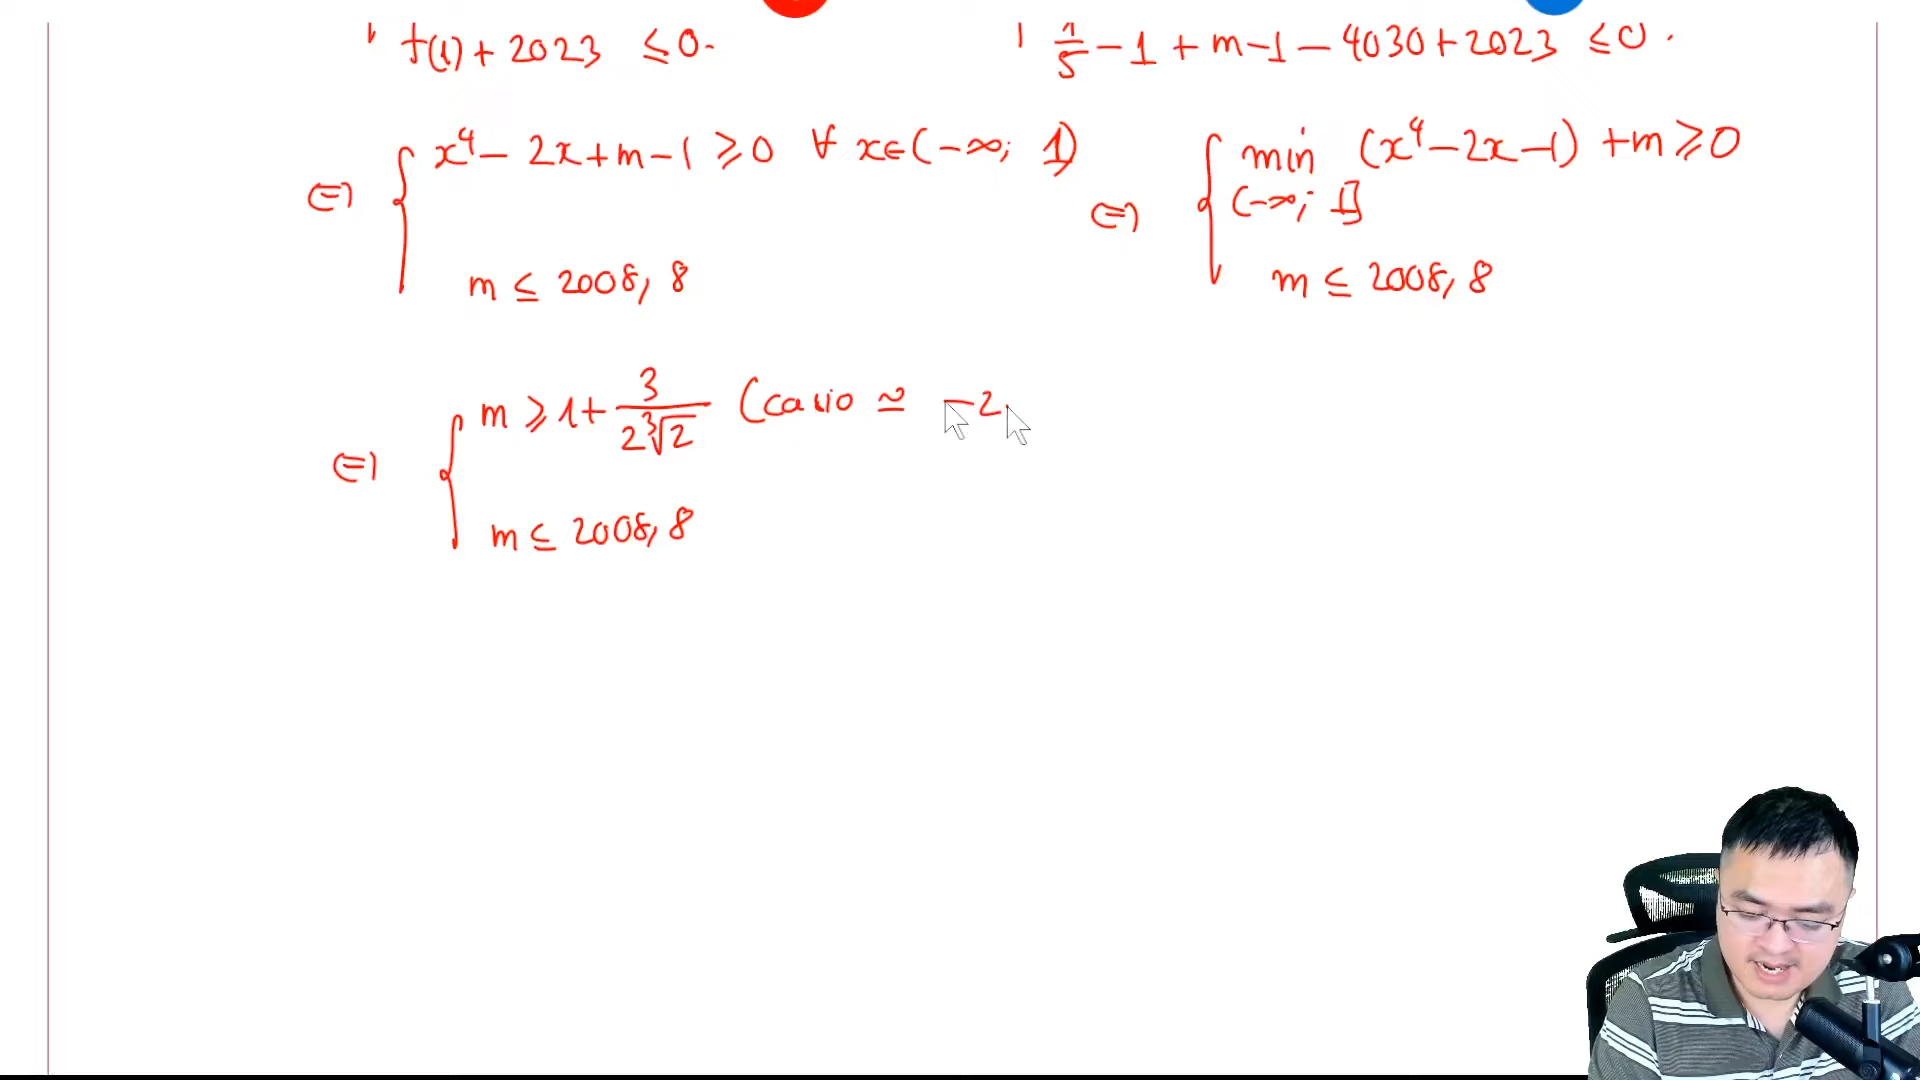 f(1) + 2023 ≤ 0.
1/5 − 1 + m − 1 − 4030 + 2023 ≤ 0.
⇔ { x⁴ − 2x + m − 1 ≥ 0 ∀ x ∈ (−∞; 1)
m ≤ 2008,8
⇔ { min (x⁴ − 2x − 1) + m ≥ 0
(−∞; 1]
m ≤ 2008,8
⇔ { m ≥ 1 + 3/(2∛2) (casio ≃ −2,
m ≤ 2008,8